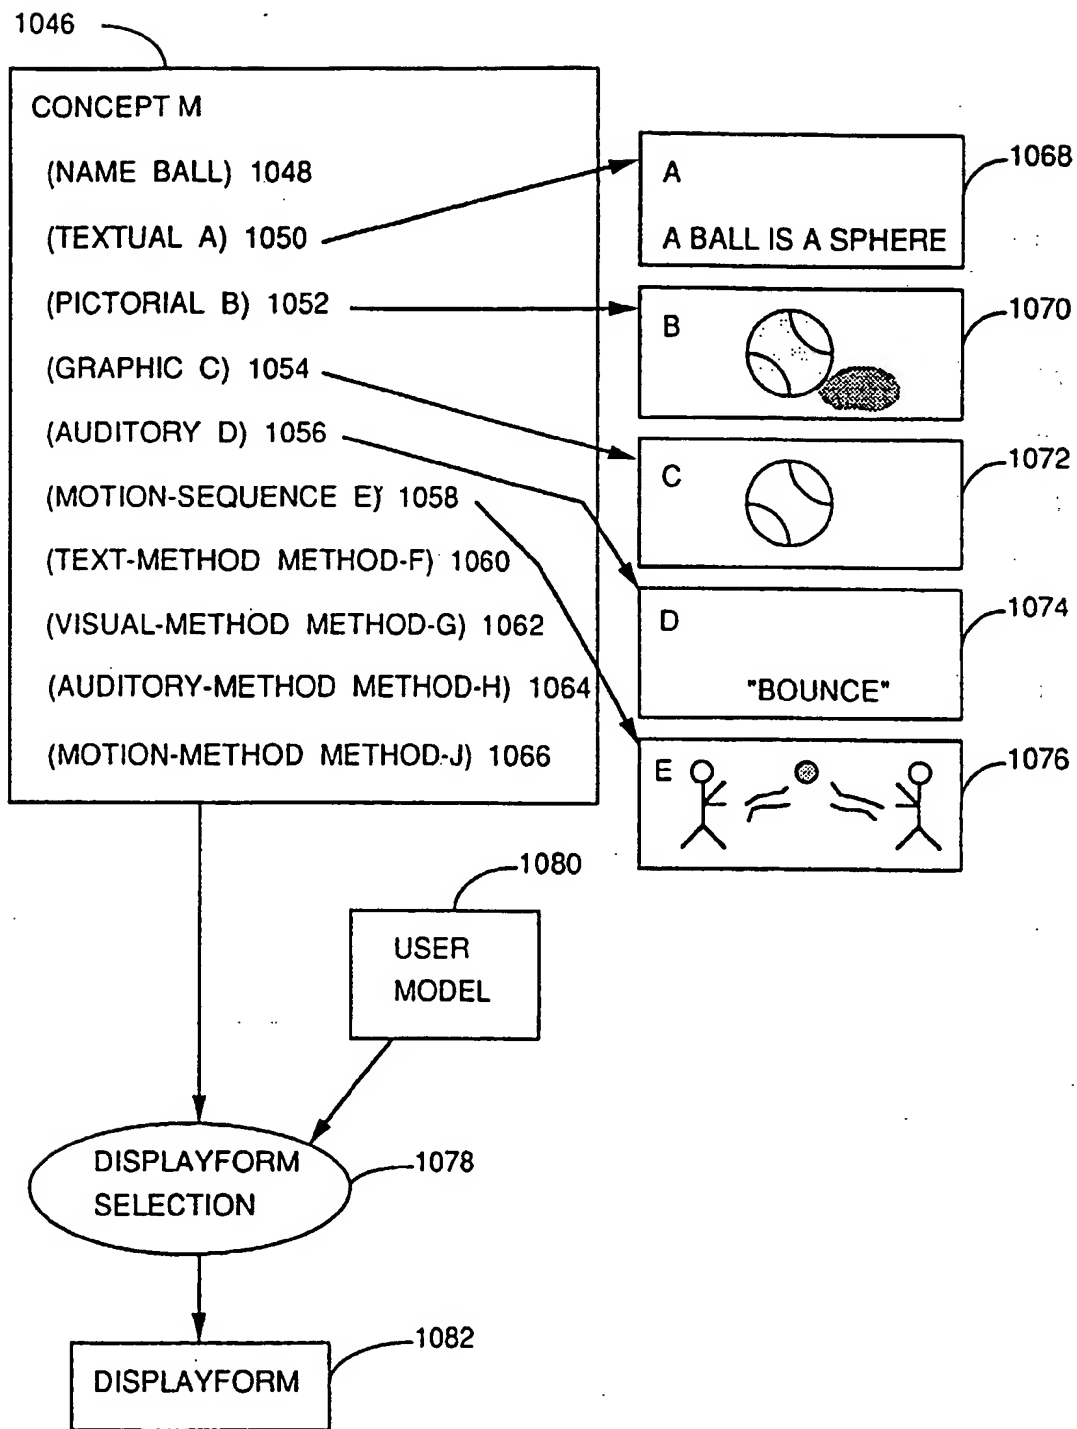 1046
CONCEPT M
(NAME BALL) 1048
(TEXTUAL A) 1050
(PICTORIAL B) 1052
(GRAPHIC C) 1054
(AUDITORY D) 1056
(MOTION-SEQUENCE E) 1058
(TEXT-METHOD METHOD-F) 1060
(VISUAL-METHOD METHOD-G) 1062
(AUDITORY-METHOD METHOD-H) 1064
(MOTION-METHOD METHOD-J) 1066
A
A BALL IS A SPHERE
1068
B
1070
C
1072
D
"BOUNCE"
1074
E
1076
1080
USER
MODEL
DISPLAYFORM
SELECTION
1078
1082
DISPLAYFORM